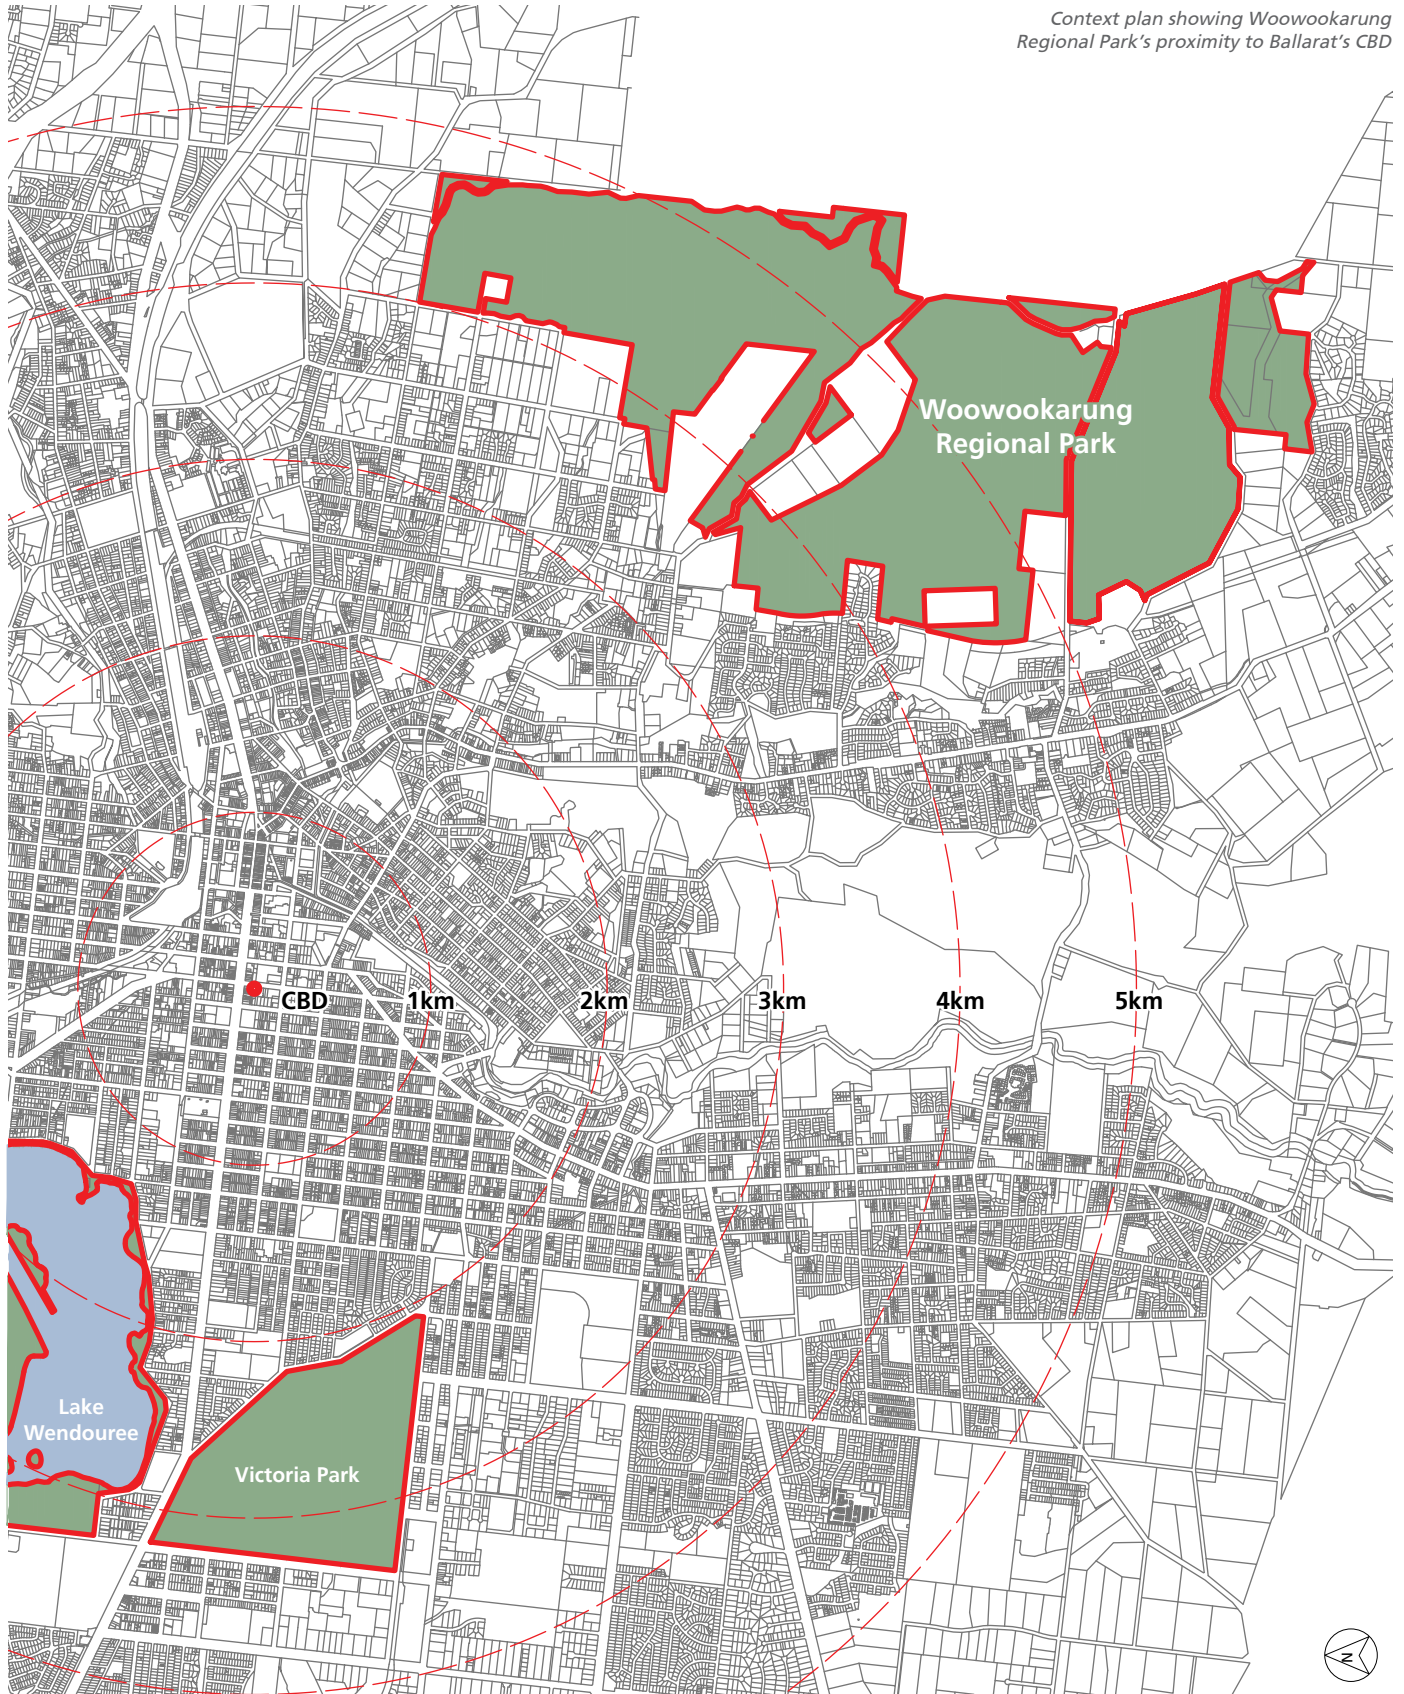 Context plan showing Woowookarung
Regional Park's proximity to Ballarat's CBD
Woowookarung
Regional Park
CBD
1km
2km
3km
4km
5km
Lake
Wendouree
Victoria Park
N